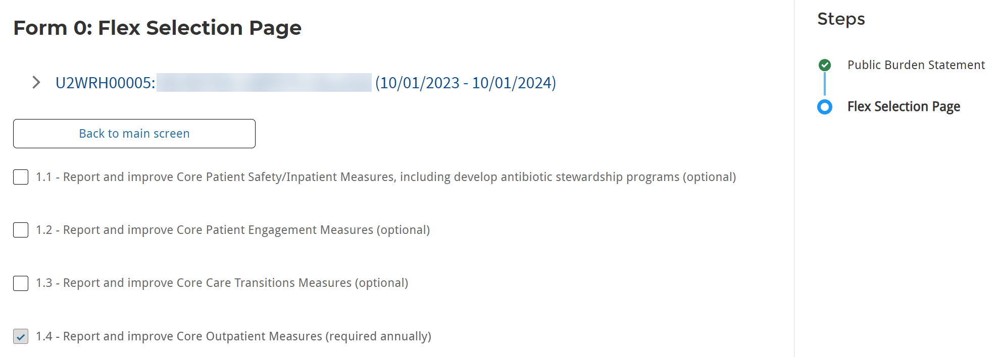 Form 0: Flex Selection Page
U2WRH00005: (10/01/2023 - 10/01/2024)
Back to main screen
1.1 - Report and improve Core Patient Safety/Inpatient Measures, including develop antibiotic stewardship programs (optional)
1.2 - Report and improve Core Patient Engagement Measures (optional)
1.3 - Report and improve Core Care Transitions Measures (optional)
1.4 - Report and improve Core Outpatient Measures (required annually)
Steps
Public Burden Statement
Flex Selection Page